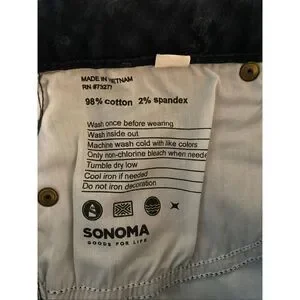 MADE IN VIETNAM
RN #73277
98% cotton 2% spandex
Wash once before wearing
Wash inside out
Machine wash cold with like colors
Only non-chlorine bleach when neede
Tumble dry low
Cool iron if needed
Do not iron decoration
SONOMA
GOODS FOR LIFE